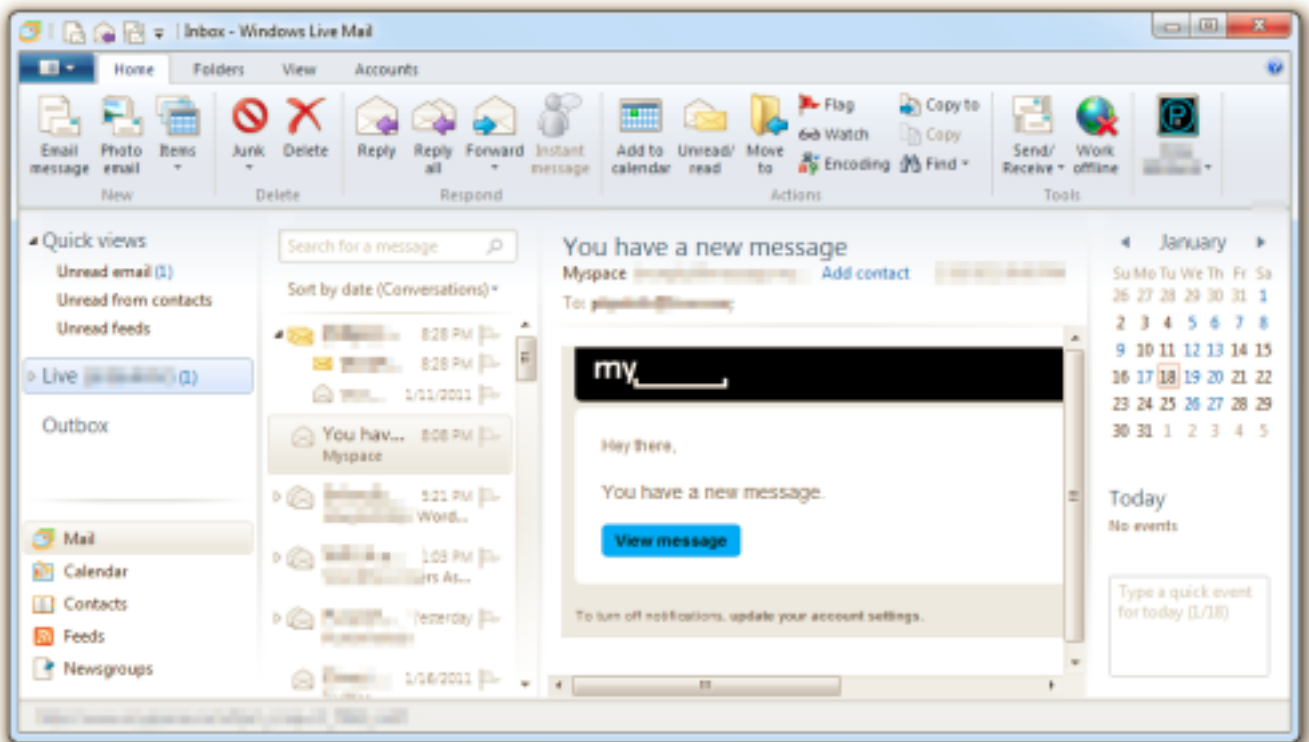 Inbox - Windows Live Mail
Home Folders View Accounts
Email message
Photo email
Items
New
Junk
Delete
Delete
Reply
Reply all
Forward
Instant message
Respond
Add to calendar
Unread/read
Move to
Flag
Watch
Encoding
Copy to
Copy
Find
Actions
Send/Receive
Work offline
Tools
Quick views
Unread email (1)
Unread from contacts
Unread feeds
Live (1)
Outbox
Mail
Calendar
Contacts
Feeds
Newsgroups
Search for a message
Sort by date (Conversations)
8:28 PM
8:28 PM
1/11/2011
You hav... 8:08 PM
Myspace
5:21 PM
Word...
1:03 PM
ers As...
Yesterday
1/16/2011
You have a new message
Myspace Add contact
To:
my
Hey there,
You have a new message.
View message
To turn off notifications, update your account settings.
January
Su Mo Tu We Th Fr Sa
26 27 28 29 30 31 1
2 3 4 5 6 7 8
9 10 11 12 13 14 15
16 17 18 19 20 21 22
23 24 25 26 27 28 29
30 31 1 2 3 4 5
Today
No events
Type a quick event
for today (1/18)